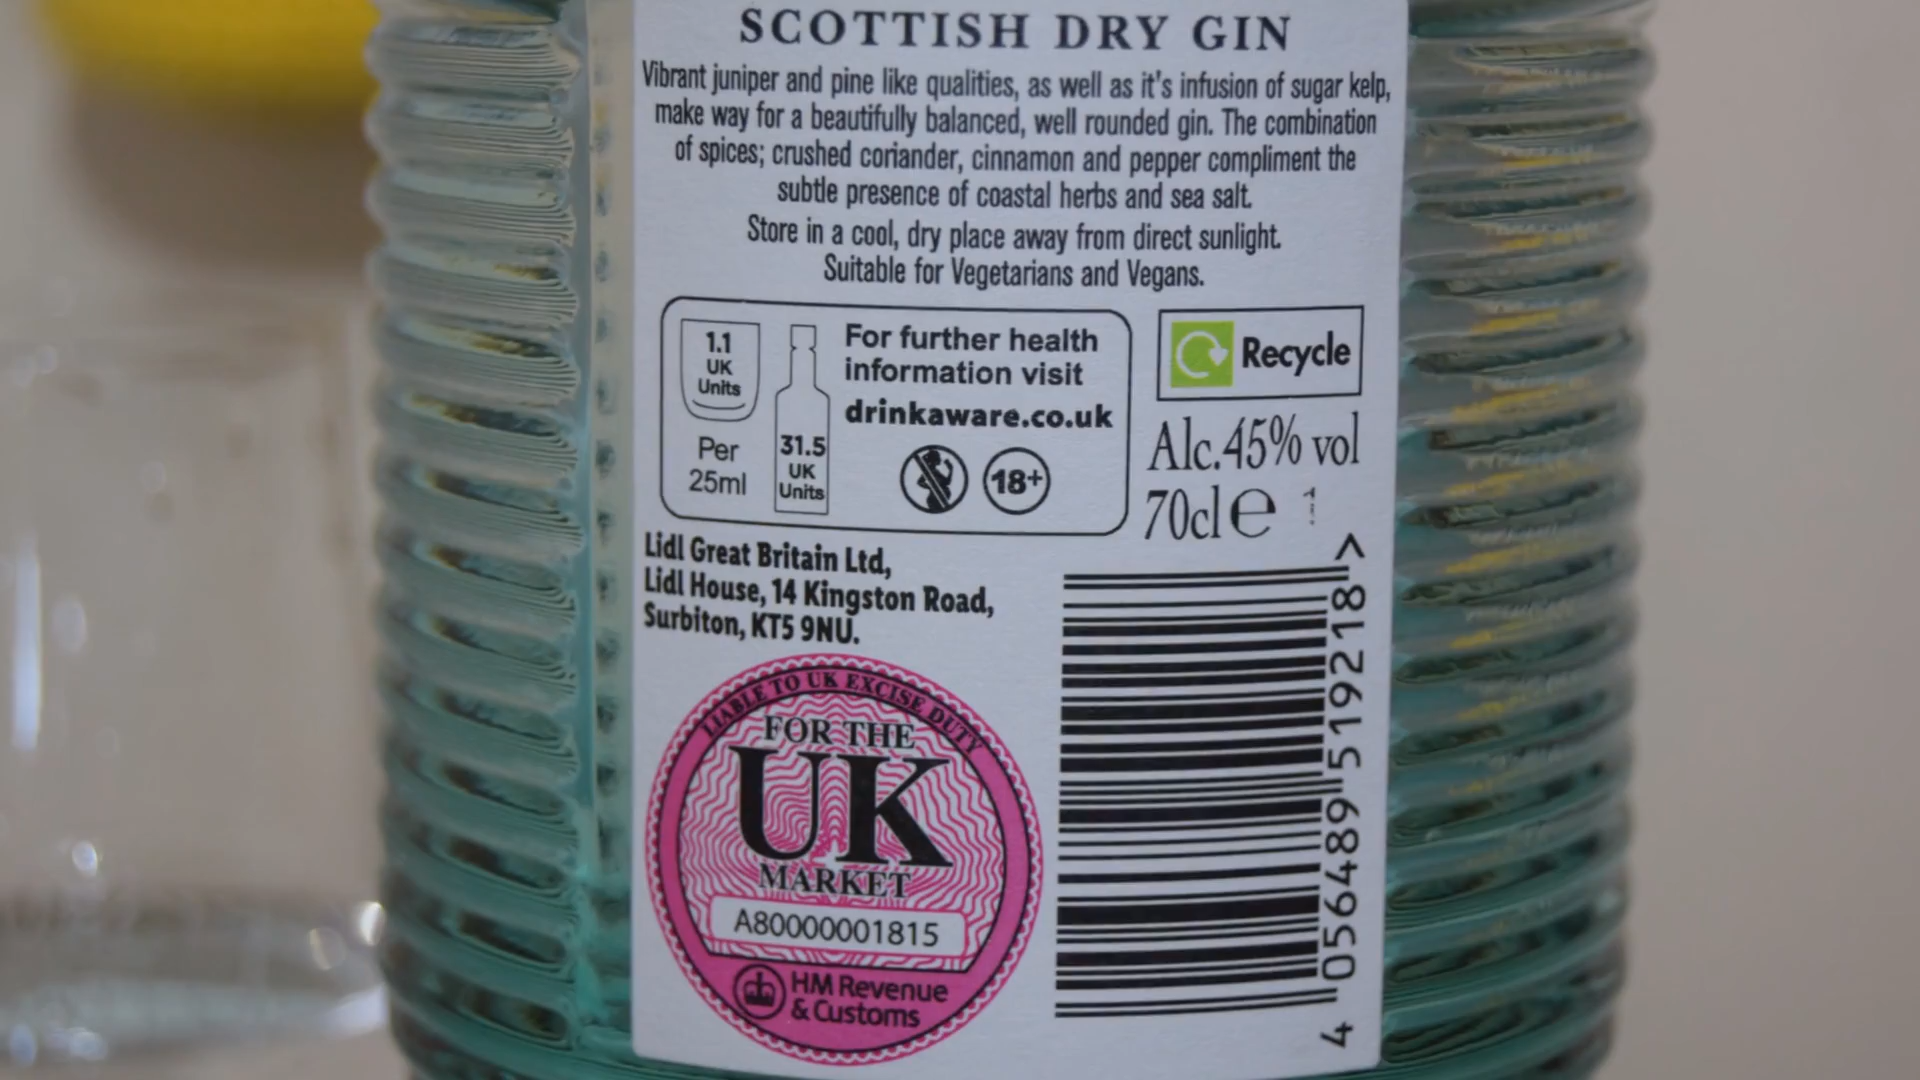 SCOTTISH DRY GIN
Vibrant juniper and pine like qualities, as well as it's infusion of sugar kelp,
make way for a beautifully balanced, well rounded gin. The combination
of spices; crushed coriander, cinnamon and pepper compliment the
subtle presence of coastal herbs and sea salt.
Store in a cool, dry place away from direct sunlight.
Suitable for Vegetarians and Vegans.
1.1
UK
Units
Per
25ml
31.5
UK
Units
For further health
information visit
drinkaware.co.uk
18+
Recycle
Alc.45% vol
70cl e
Lidl Great Britain Ltd,
Lidl House, 14 Kingston Road,
Surbiton, KT5 9NU.
LIABLE TO UK EXCISE DUTY
FOR THE
UK
MARKET
A80000001815
HM Revenue
& Customs
4 056489 519218 >